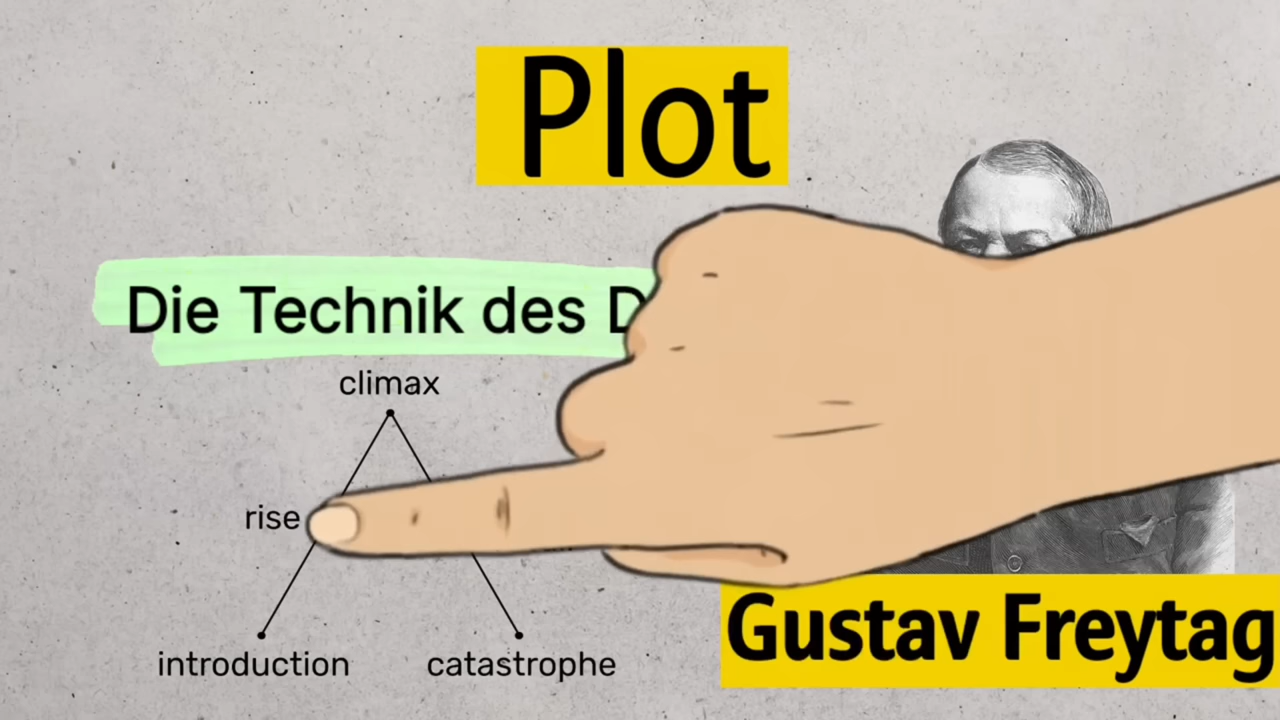 Plot
Die Technik des
climax
rise
introduction
catastrophe
Gustav Freytag